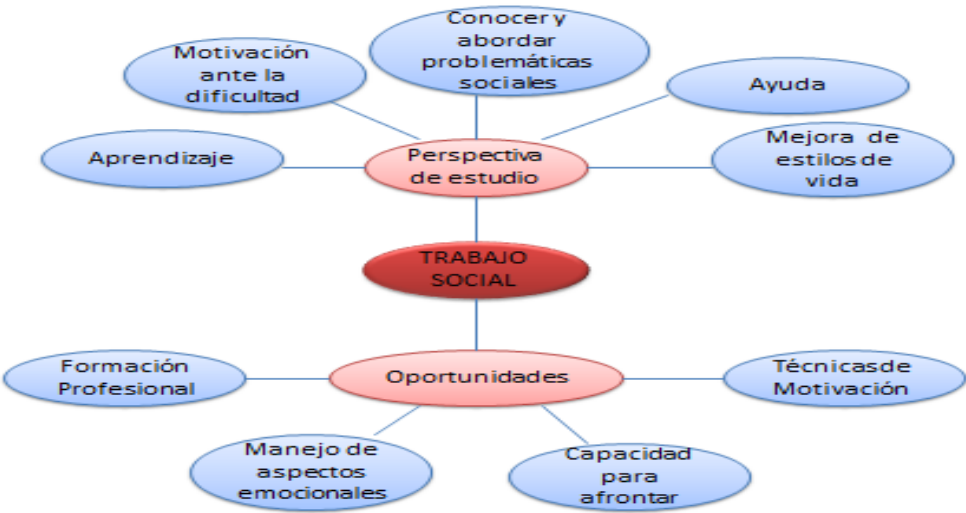 Conocer y
abordar
problemáticas
sociales
Motivación
ante la
dificultad
Ayuda
Aprendizaje
Perspectiva
de estudio
Mejora de
estilos de
vida
TRABAJO
SOCIAL
Formación
Profesional
Oportunidades
Técnicas de
Motivación
Manejo de
aspectos
emocionales
Capacidad
para
afrontar